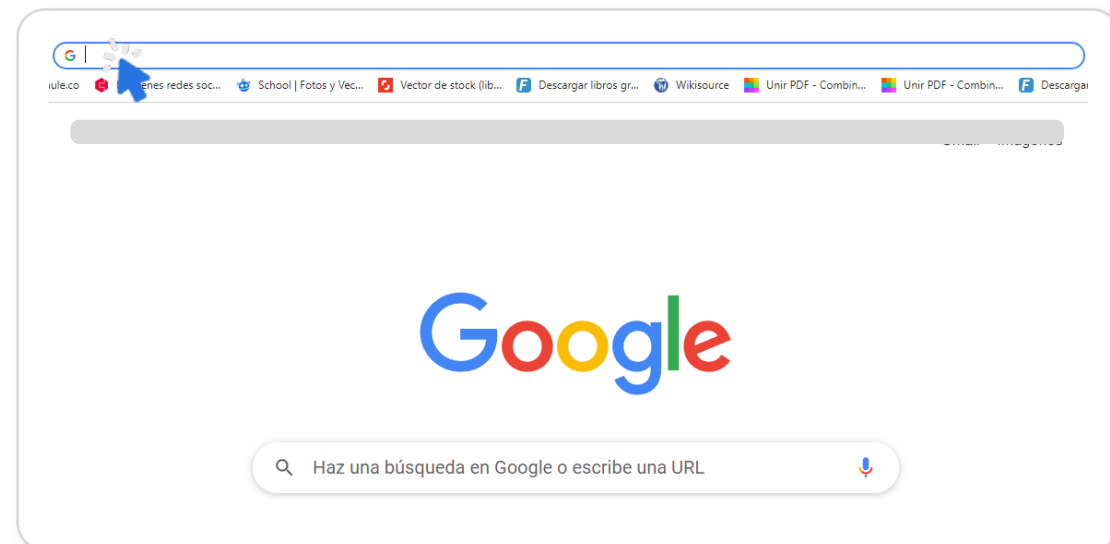 G
ule.co enes redes soc... School | Fotos y Vec... Vector de stock (lib... Descargar libros gr... Wikisource Unir PDF - Combin... Unir PDF - Combin... Descargar
Google
Haz una búsqueda en Google o escribe una URL